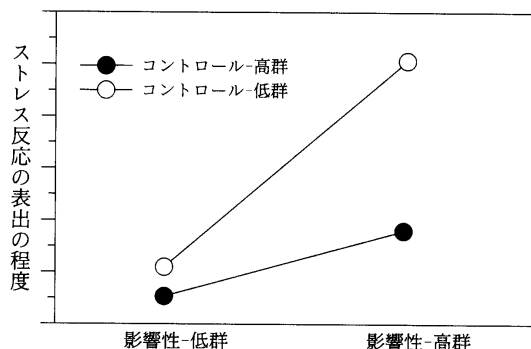 ストレス反応の表出の程度
コントロール-高群
コントロール-低群
影響性-低群
影響性-高群